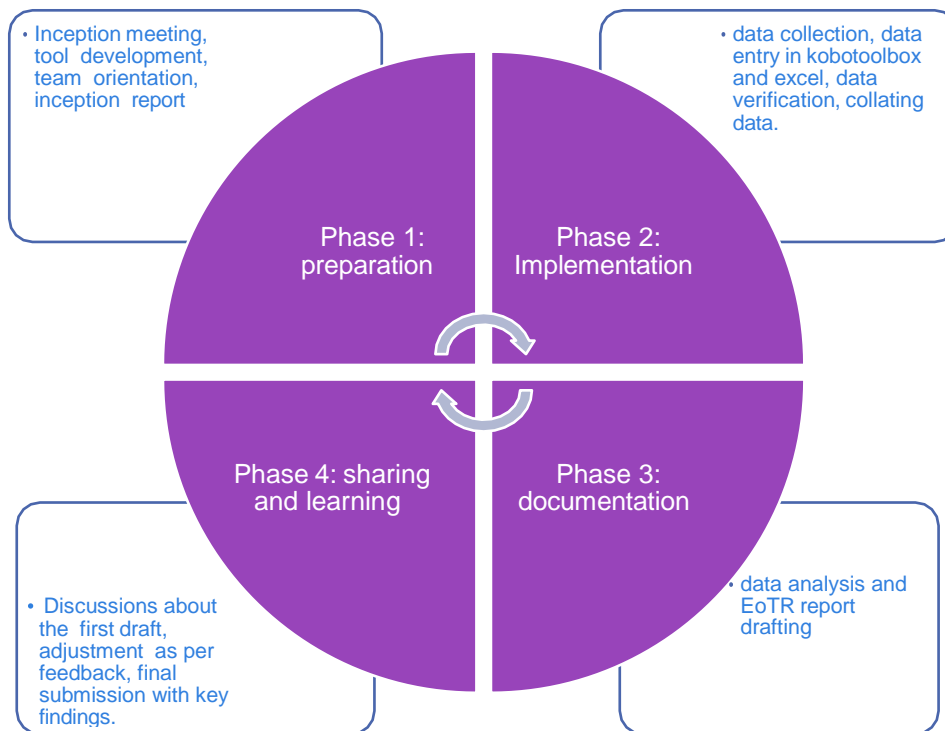 • Inception meeting,
tool development,
team orientation,
inception report
• data collection, data
entry in kobotoolbox
and excel, data
verification, collating
data.
Phase 1:
preparation
Phase 2:
Implementation
Phase 4: sharing
and learning
Phase 3:
documentation
• Discussions about
the first draft,
adjustment as per
feedback, final
submission with key
findings.
• data analysis and
EoTR report
drafting